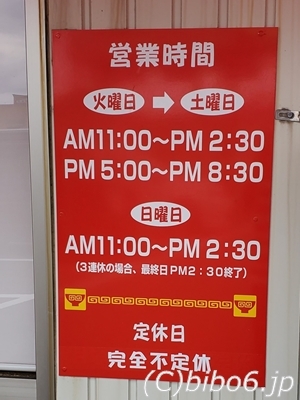 営業時間
火曜日 ➡ 土曜日
AM11:00〜PM 2:30
PM 5:00〜PM 8:30
日曜日
AM11:00〜PM 2:30
(3連休の場合、最終日PM2:30終了)
定休日
完全不定休
(C)bibo6.jp